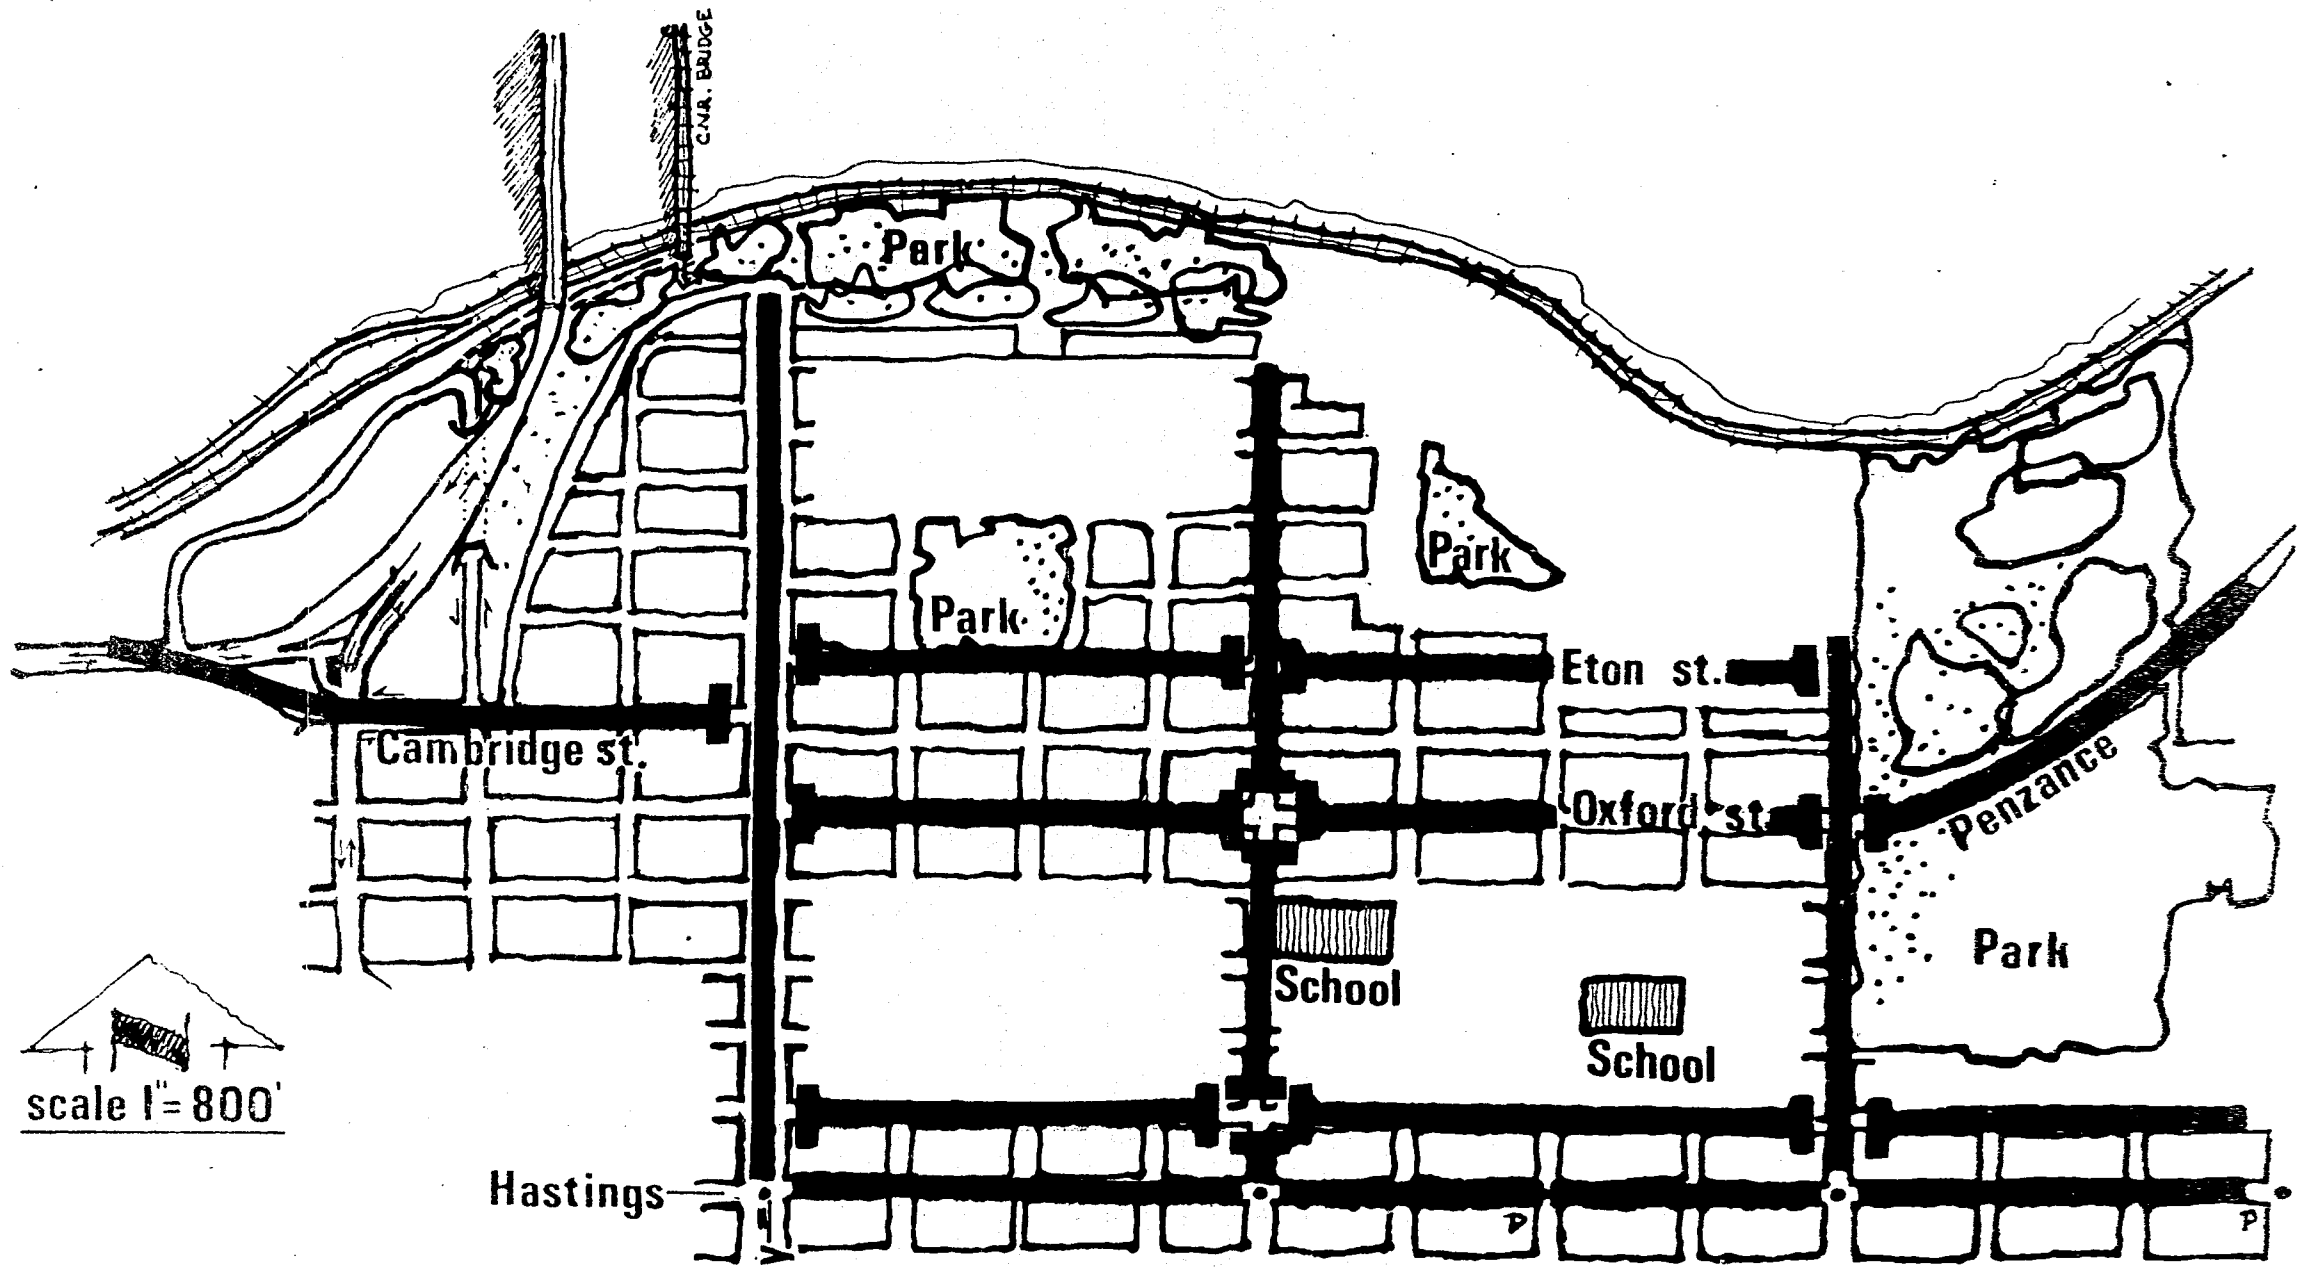 C.N.R. BRIDGE
Park
Park
Park
Eton st.
Cambridge st.
Oxford st.
Penzance
Park
School
School
scale 1"=800'
Hastings
P
P